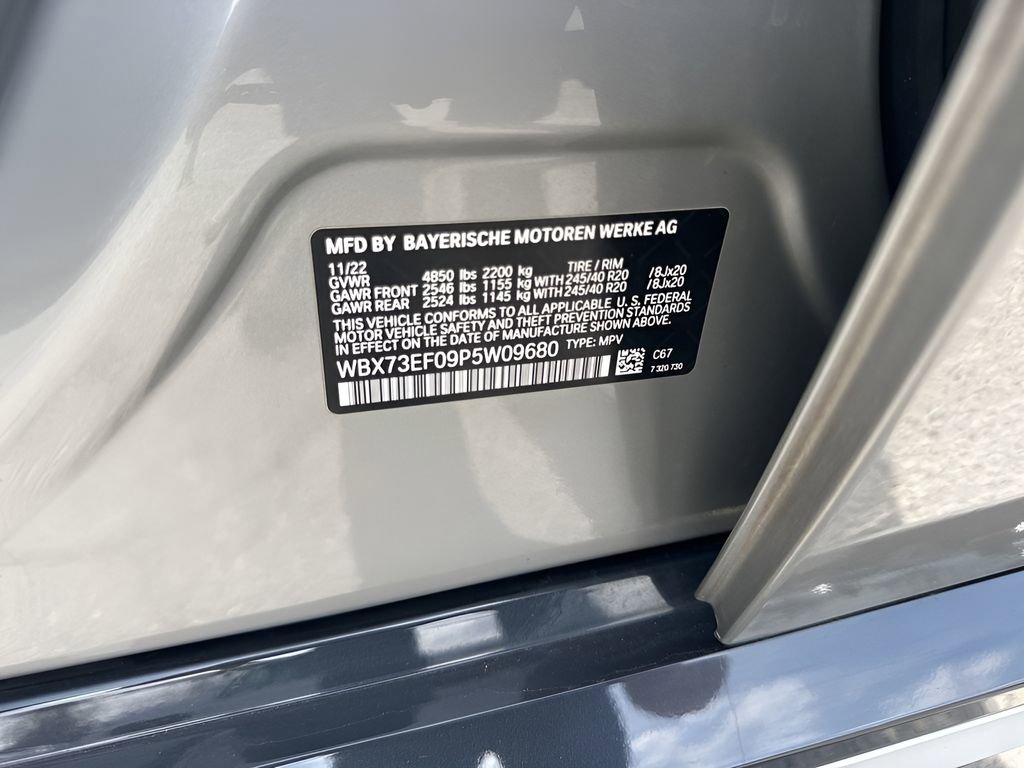 MFD BY BAYERISCHE MOTOREN WERKE AG
11/22 TIRE / RIM
GVWR 4850 lbs 2200 kg
GAWR FRONT 2546 lbs 1155 kg WITH 245/40 R20 /8Jx20
GAWR REAR 2524 lbs 1145 kg WITH 245/40 R20 /8Jx20
THIS VEHICLE CONFORMS TO ALL APPLICABLE U.S. FEDERAL
MOTOR VEHICLE SAFETY AND THEFT PREVENTION STANDARDS
IN EFFECT ON THE DATE OF MANUFACTURE SHOWN ABOVE.
WBX73EF09P5W09680 TYPE: MPV
C67
7 320 730